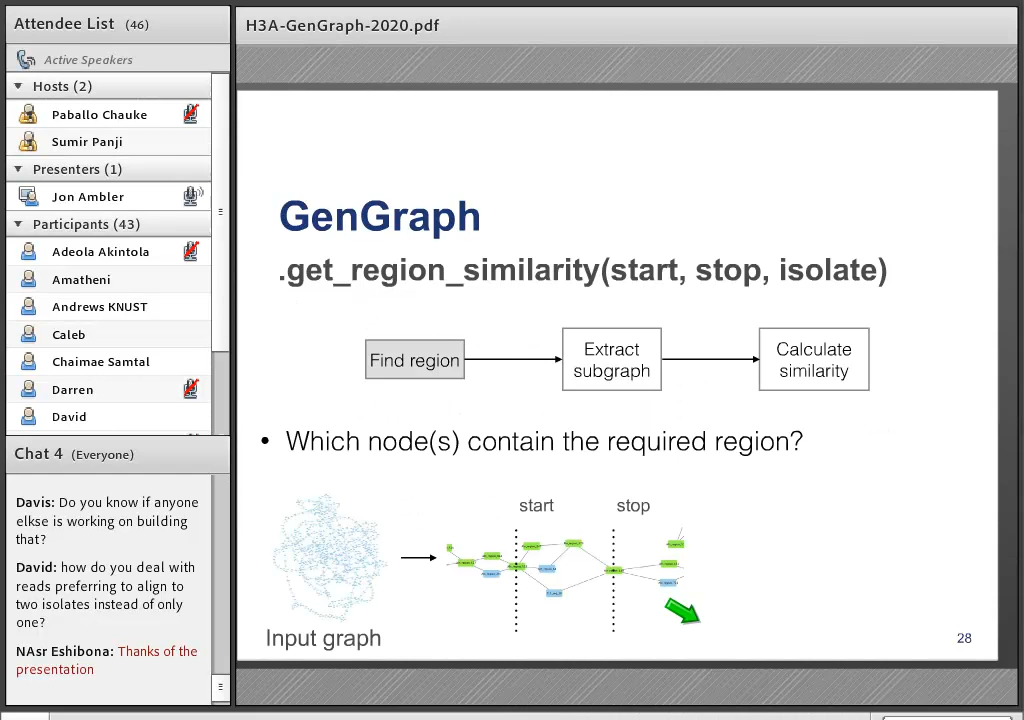 Attendee List (46)
Active Speakers
Hosts (2)
Paballo Chauke
Sumir Panji
Presenters (1)
Jon Ambler
Participants (43)
Adeola Akintola
Amatheni
Andrews KNUST
Caleb
Chaimae Samtal
Darren
David
Chat 4 (Everyone)
Davis: Do you know if anyone
elkse is working on building
that?
David: how do you deal with
reads preferring to align to
two isolates instead of only
one?
NAsr Eshibona: Thanks of the
presentation
H3A-GenGraph-2020.pdf
GenGraph
.get_region_similarity(start, stop, isolate)
Find region
Extract
subgraph
Calculate
similarity
• Which node(s) contain the required region?
start
stop
Input graph
28